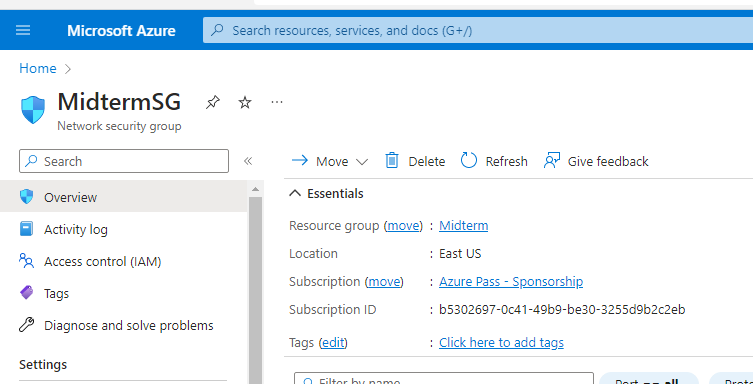 Microsoft Azure
Search resources, services, and docs (G+/)
Home
MidtermSG
Network security group
Search
Overview
Activity log
Access control (IAM)
Tags
Diagnose and solve problems
Settings
Move
Delete
Refresh
Give feedback
Essentials
Resource group (move) : Midterm
Location : East US
Subscription (move) : Azure Pass - Sponsorship
Subscription ID : b5302697-0c41-49b9-be30-3255d9b2c2eb
Tags (edit) : Click here to add tags
Filter by name
Port == all